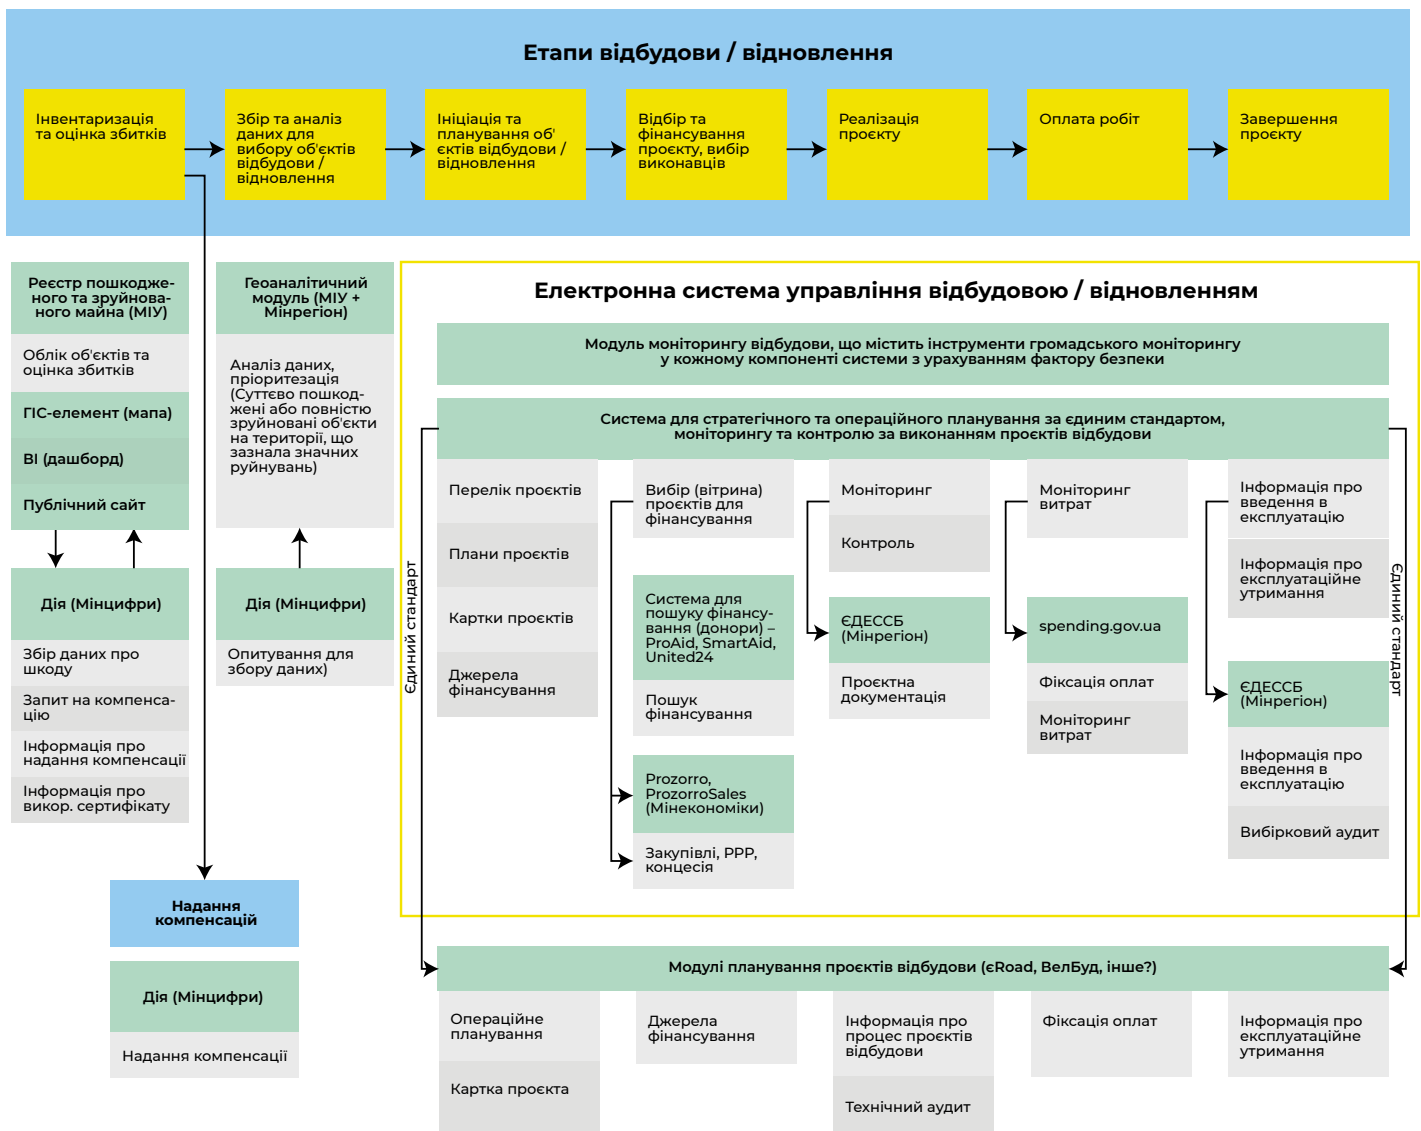 Етапи відбудови / відновлення
Інвентаризація
та оцінка збитків
Збір та аналіз
даних для
вибору об'єктів
відбудови /
відновлення
Ініціація та
планування об'
єктів відбудови /
відновлення
Відбір та
фінансування
проєкту, вибір
виконавців
Реалізація
проєкту
Оплата робіт
Завершення
проєкту
Реєстр пошкодже-
ного та зруйнова-
ного майна (МІУ)
Облік об'єктів та
оцінка збитків
ГІС-елемент (мапа)
BI (дашборд)
Публічний сайт
Дія (Мінцифри)
Збір даних про
шкоду
Запит на компенса-
цію
Інформація про
надання компенсації
Інформація про
викор. сертифікату
Геоаналітичний
модуль (МІУ +
Мінрегіон)
Аналіз даних,
пріоритезація
(Суттєво пошкод-
жені або повністю
зруйновані об'єкти
на території, що
зазнала значних
руйнувань)
Дія (Мінцифри)
Опитування для
збору даних)
Надання
компенсацій
Дія (Мінцифри)
Надання компенсації
Електронна система управління відбудовою / відновленням
Модуль моніторингу відбудови, що містить інструменти громадського моніторингу
у кожному компоненті системи з урахуванням фактору безпеки
Система для стратегічного та операційного планування за єдиним стандартом,
моніторингу та контролю за виконанням проєктів відбудови
Єдиний стандарт
Перелік проєктів
Плани проєктів
Картки проєктів
Джерела
фінансування
Вибір (вітрина)
проєктів для
фінансування
Система для
пошуку фінансу-
вання (донори) –
ProAid, SmartAid,
United24
Пошук
фінансування
Prozorro,
ProzorroSales
(Мінекономіки)
Закупівлі, PPP,
концесія
Моніторинг
Контроль
ЄДЕССБ
(Мінрегіон)
Проєктна
документація
Моніторинг
витрат
spending.gov.ua
Фіксація оплат
Моніторинг
витрат
Інформація про
введення в
експлуатацію
Інформація про
експлуатаційне
утримання
ЄДЕССБ
(Мінрегіон)
Інформація про
введення в
експлуатацію
Вибірковий аудит
Єдиний стандарт
Модулі планування проєктів відбудови (єRoad, ВелБуд, інше?)
Операційне
планування
Картка проєкта
Джерела
фінансування
Інформація про
процес проєктів
відбудови
Технічний аудит
Фіксація оплат
Інформація про
експлуатаційне
утримання